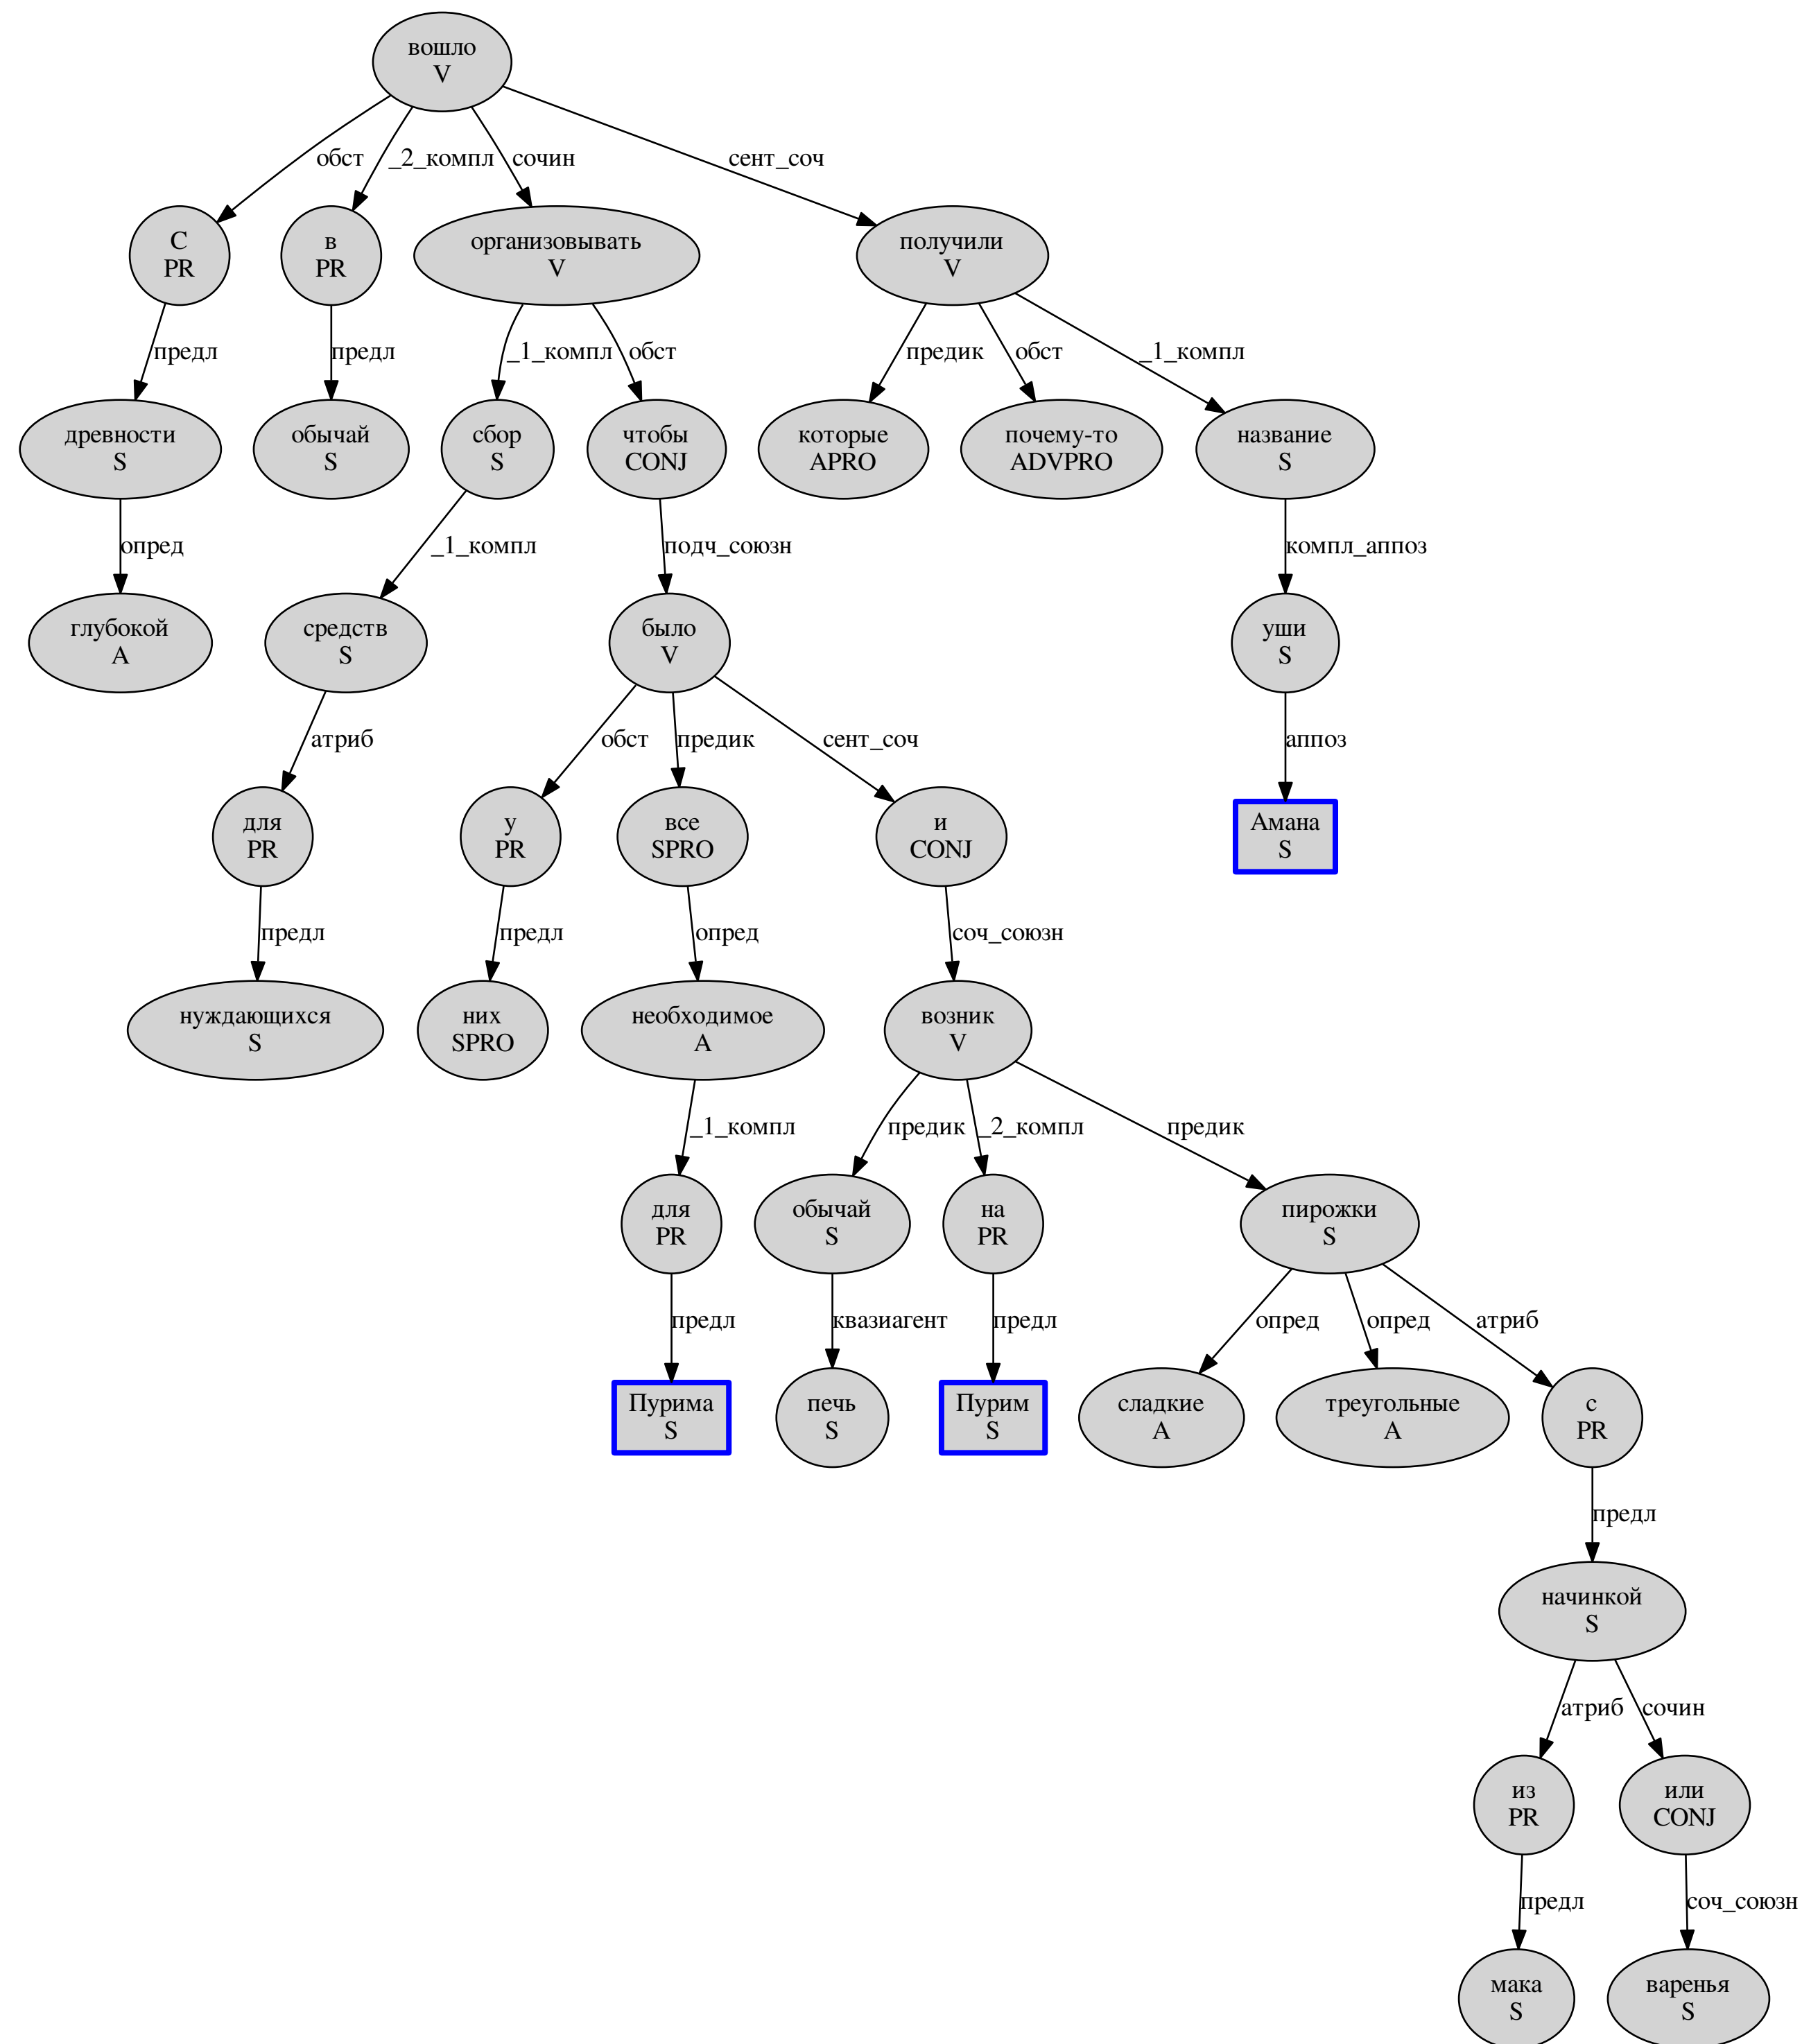 вошло
V
обст
_2_компл
сочин
сент_соч
С
PR
в
PR
организовывать
V
получили
V
предл
предл
_1_компл
обст
предик
обст
_1_компл
древности
S
обычай
S
сбор
S
чтобы
CONJ
которые
APRO
почему-то
ADVPRO
название
S
опред
_1_компл
подч_союзн
компл_аппоз
глубокой
A
средств
S
было
V
уши
S
атриб
обст
предик
сент_соч
аппоз
для
PR
у
PR
все
SPRO
и
CONJ
Амана
S
предл
предл
опред
соч_союзн
нуждающихся
S
них
SPRO
необходимое
A
возник
V
_1_компл
предик
_2_компл
предик
для
PR
обычай
S
на
PR
пирожки
S
предл
квазиагент
предл
опред
опред
атриб
Пурима
S
печь
S
Пурим
S
сладкие
A
треугольные
A
с
PR
предл
начинкой
S
атриб
сочин
из
PR
или
CONJ
предл
соч_союзн
мака
S
варенья
S